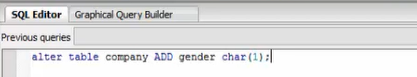 SQL Editor Graphical Query Builder
Previous queries
alter table company ADD gender char(1);